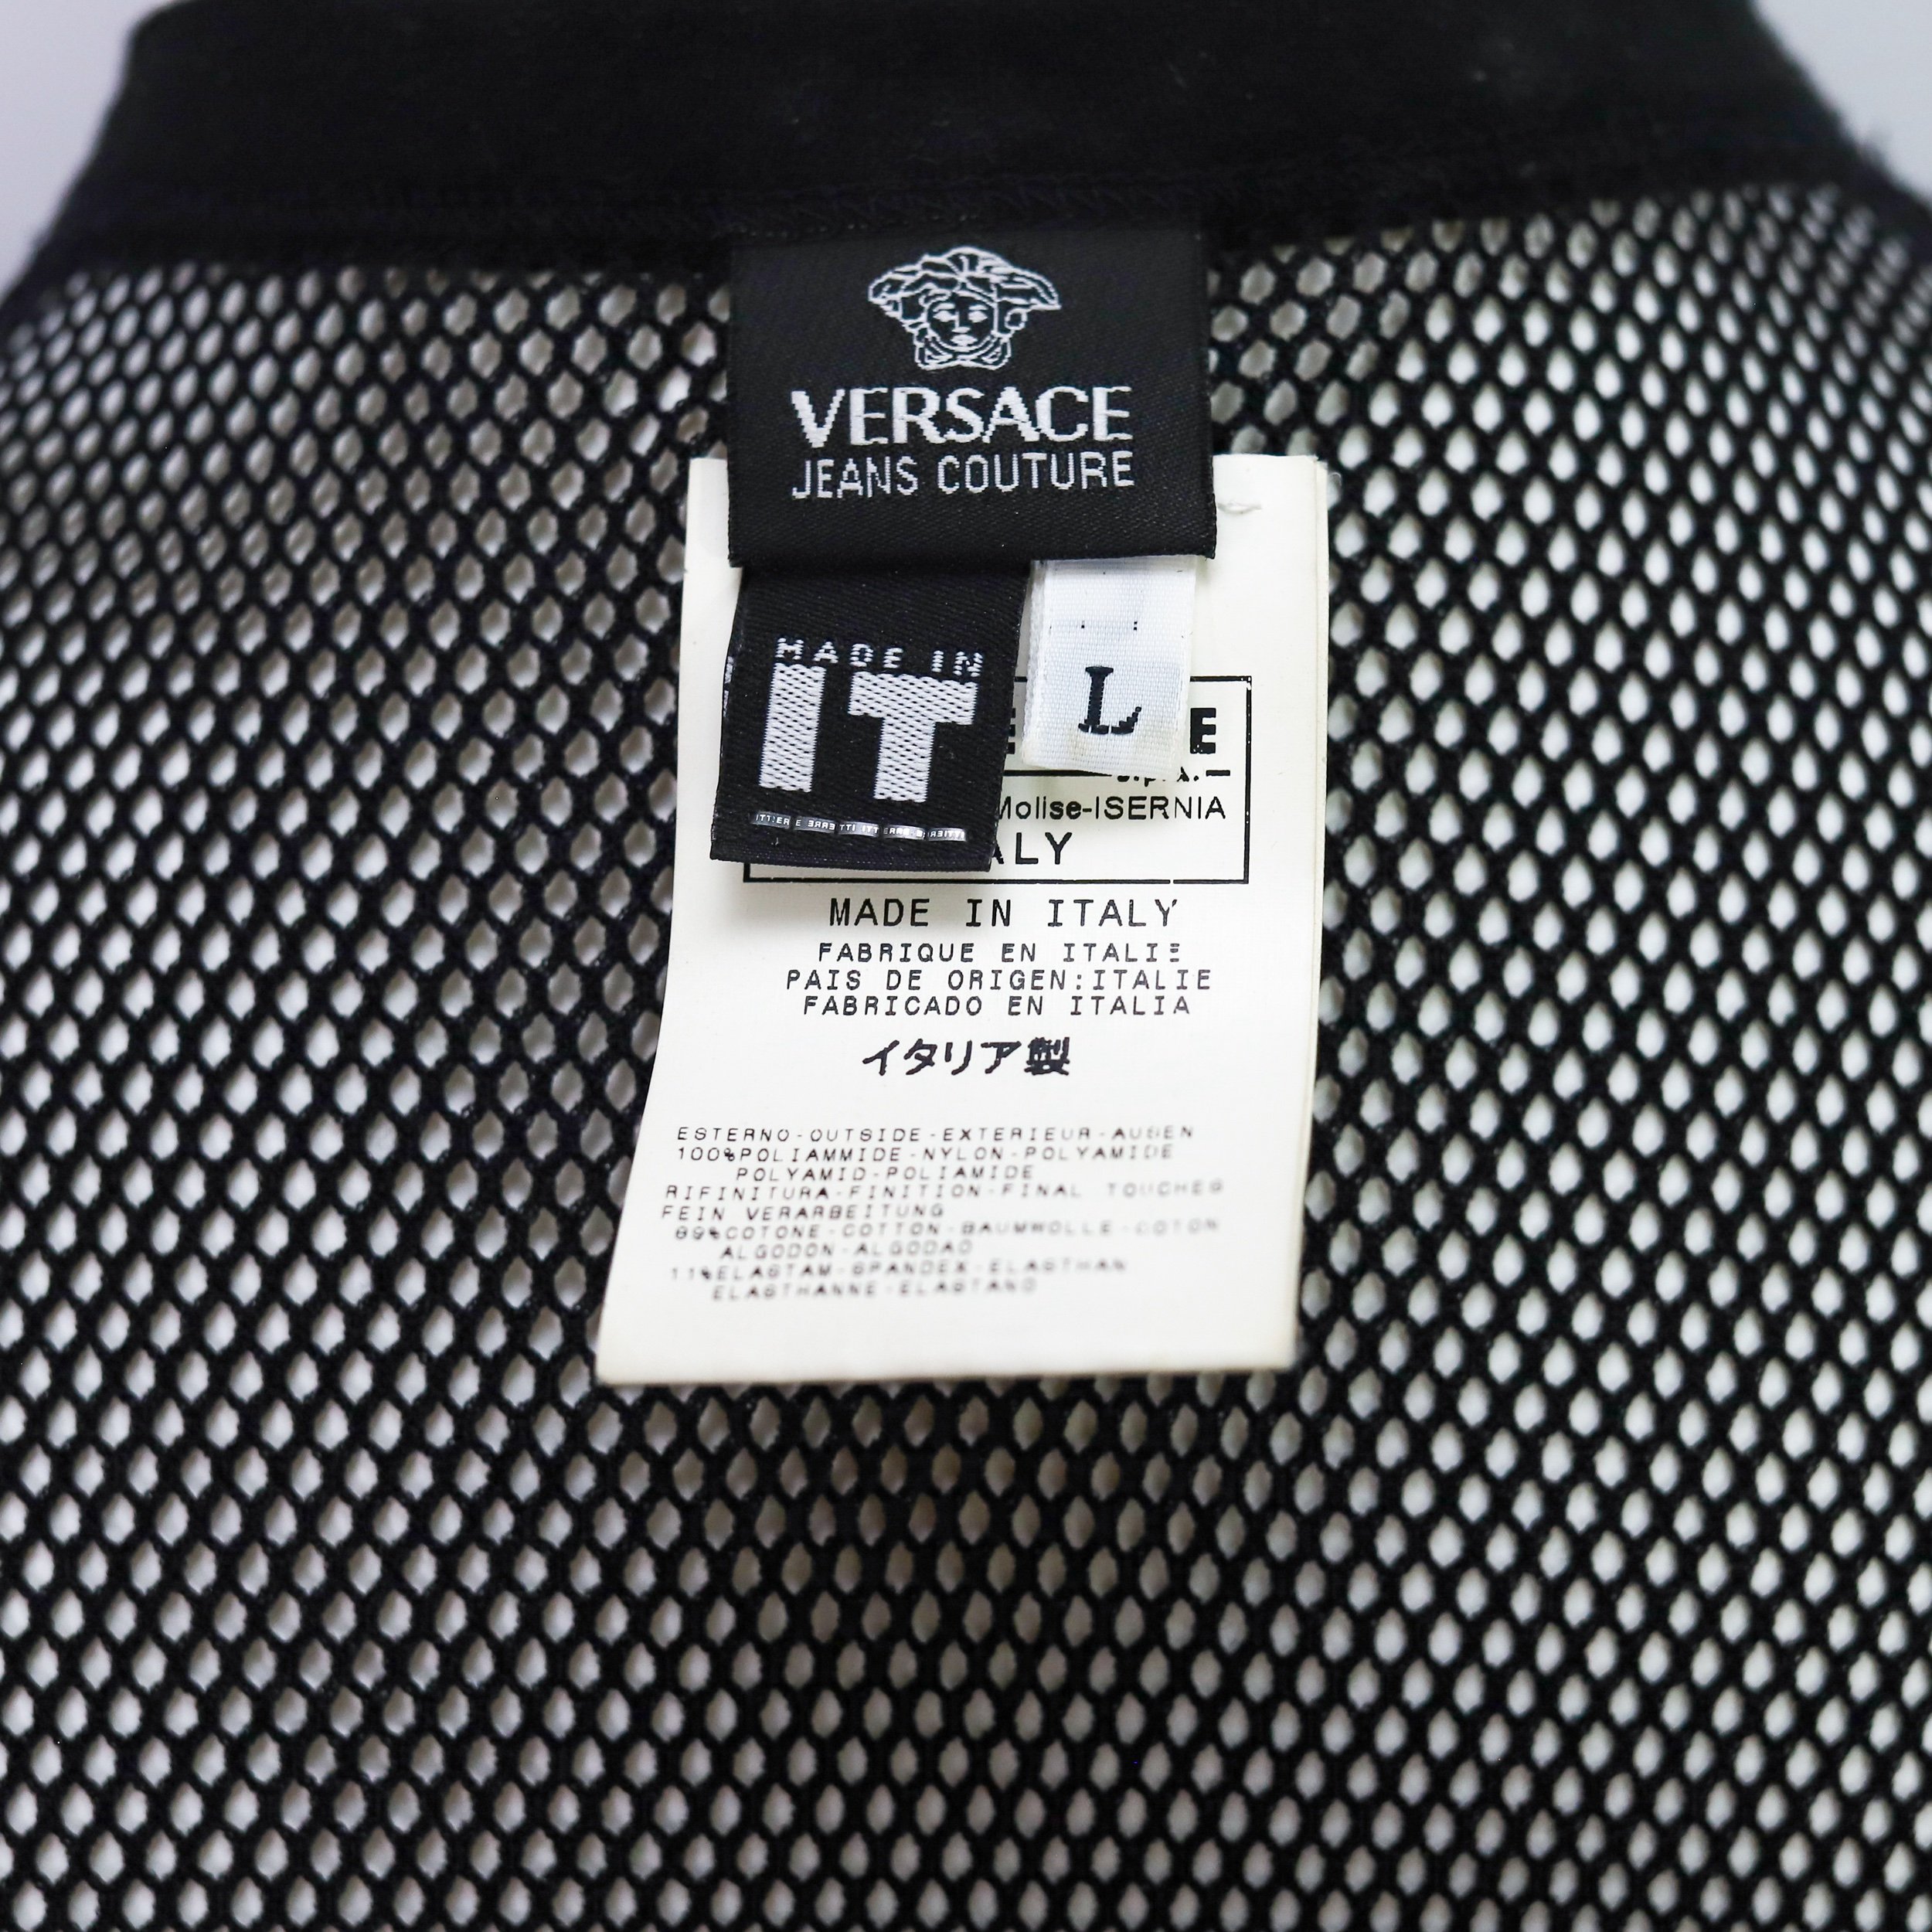 VERSACE
JEANS COUTURE
MADE IN
IT
L
E
S.p.A.
Molise-ISERNIA
ALY
MADE IN ITALY
FABRIQUE EN ITALIE
PAIS DE ORIGEN:ITALIE
FABRICADO EN ITALIA
イタリア製
ESTERNO-OUTSIDE-EXTERIEUR-AUßEN
100%POLIAMMIDE-NYLON-POLYAMIDE
POLYAMID-POLIAMIDE
RIFINITURA-FINITION-FINAL TOUCHES
FEIN VERARBEITUNG
89%COTONE-COTTON-BAUMWOLLE-COTON
ALGODON-ALGODAO
11%ELASTAM-SPANDEX-ELASTHAN
ELASTHANNE-ELASTANO